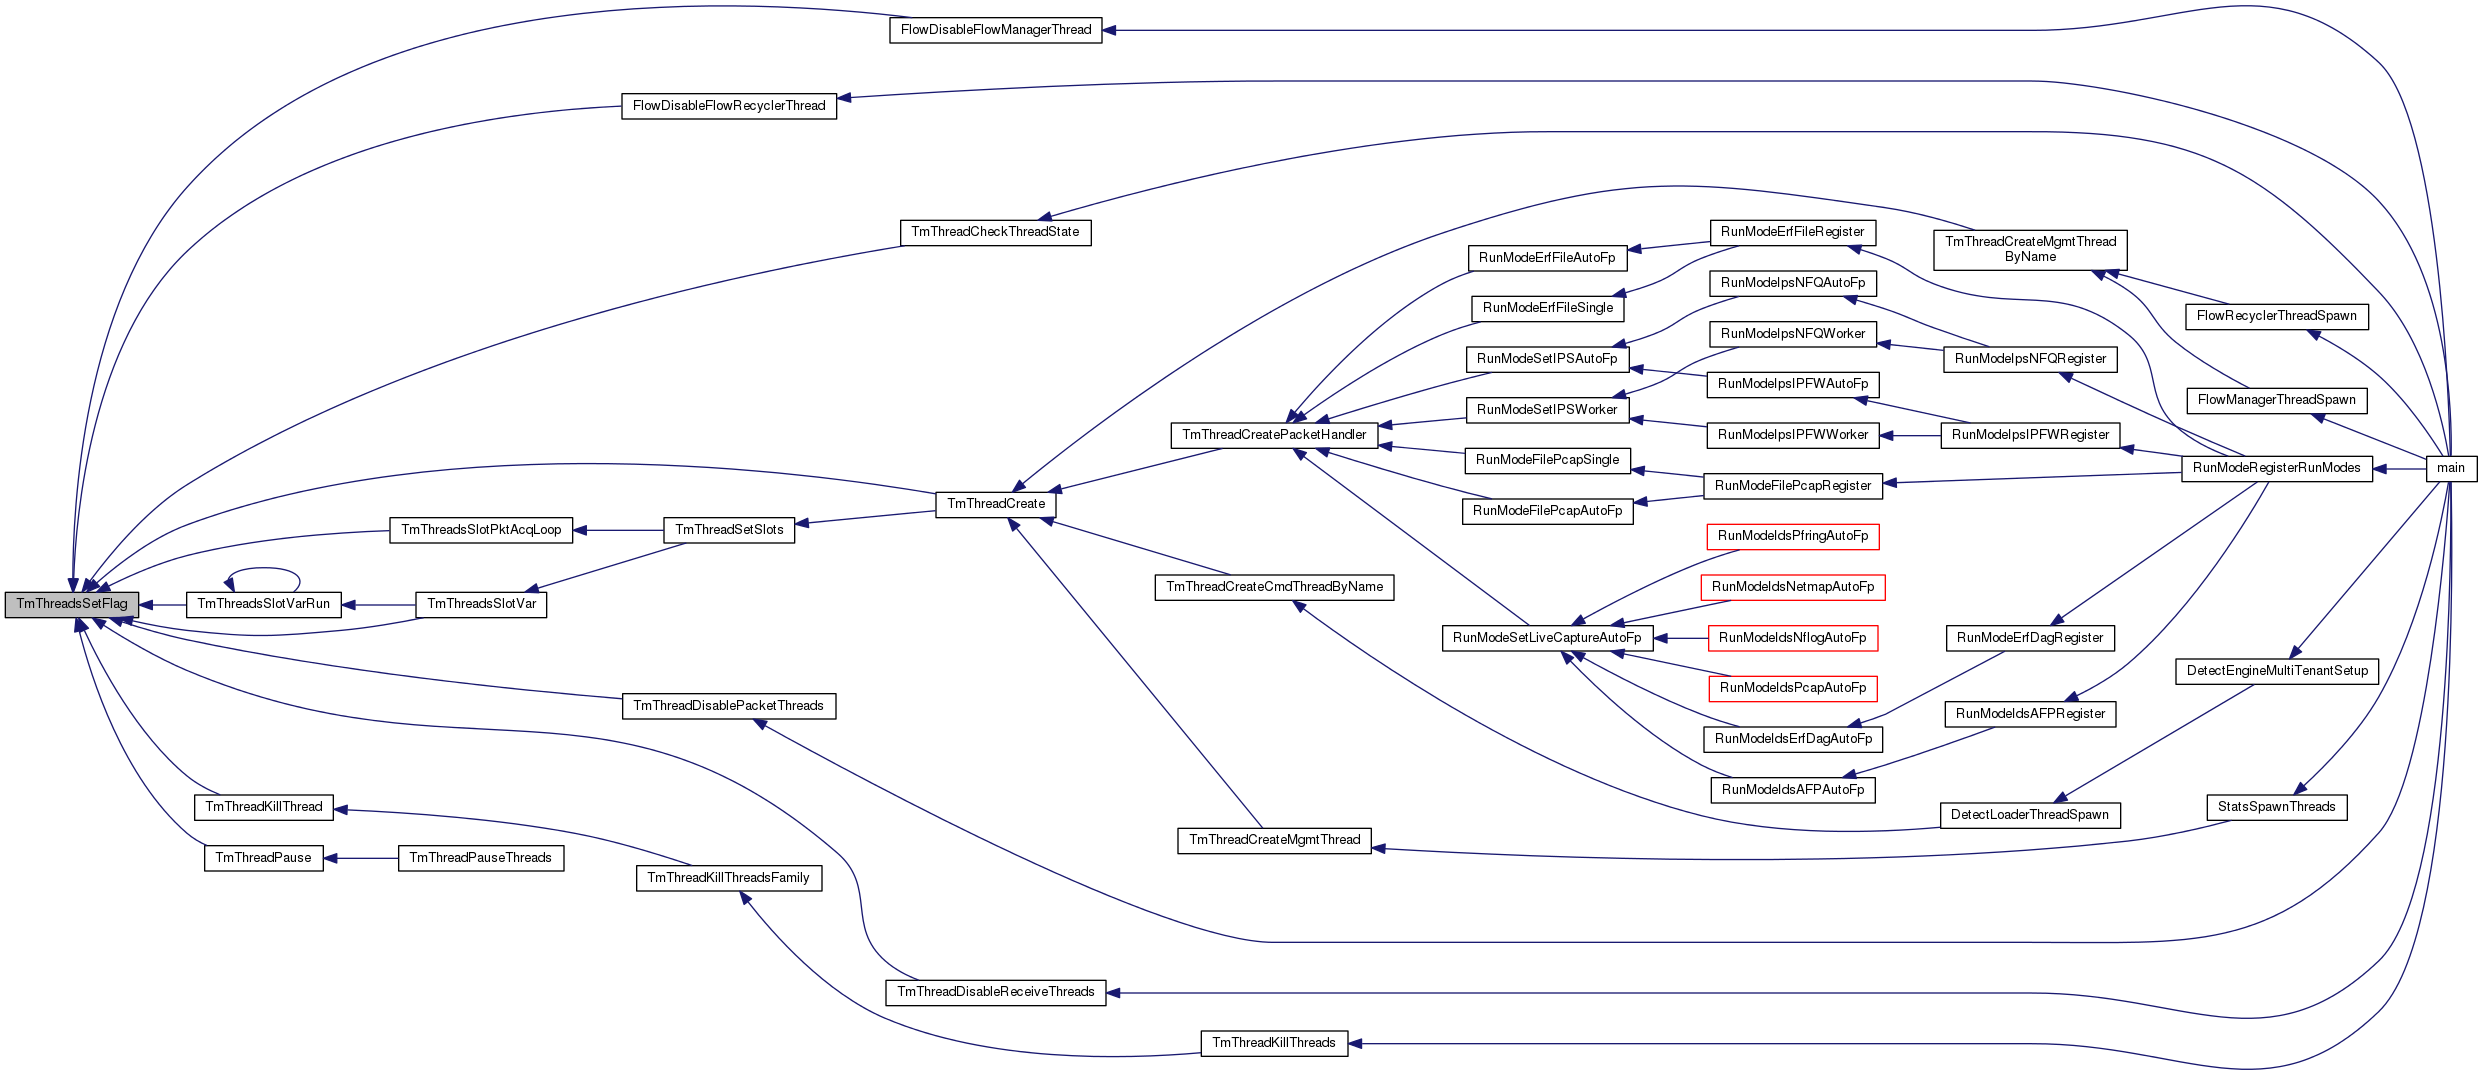 FlowDisableFlowManagerThread
FlowDisableFlowRecyclerThread
TmThreadCheckThreadState
TmThreadCreateMgmtThread
ByName
RunModeErfFileRegister
RunModeErfFileAutoFp
RunModeIpsNFQAutoFp
RunModeErfFileSingle
FlowRecyclerThreadSpawn
RunModeIpsNFQWorker
RunModeSetIPSAutoFp
RunModeIpsNFQRegister
RunModeIpsIPFWAutoFp
FlowManagerThreadSpawn
RunModeSetIPSWorker
TmThreadCreatePacketHandler
RunModeIpsIPFWWorker
RunModeIpsIPFWRegister
RunModeFilePcapSingle
RunModeRegisterRunModes
main
RunModeFilePcapRegister
TmThreadCreate
RunModeFilePcapAutoFp
TmThreadsSlotPktAcqLoop
TmThreadSetSlots
RunModeIdsPfringAutoFp
TmThreadCreateCmdThreadByName
RunModeIdsNetmapAutoFp
TmThreadsSetFlag
TmThreadsSlotVarRun
TmThreadsSlotVar
RunModeSetLiveCaptureAutoFp
RunModeIdsNflogAutoFp
RunModeErfDagRegister
DetectEngineMultiTenantSetup
RunModeIdsPcapAutoFp
TmThreadDisablePacketThreads
RunModeIdsAFPRegister
RunModeIdsErfDagAutoFp
RunModeIdsAFPAutoFp
TmThreadKillThread
StatsSpawnThreads
DetectLoaderThreadSpawn
TmThreadCreateMgmtThread
TmThreadPause
TmThreadPauseThreads
TmThreadKillThreadsFamily
TmThreadDisableReceiveThreads
TmThreadKillThreads